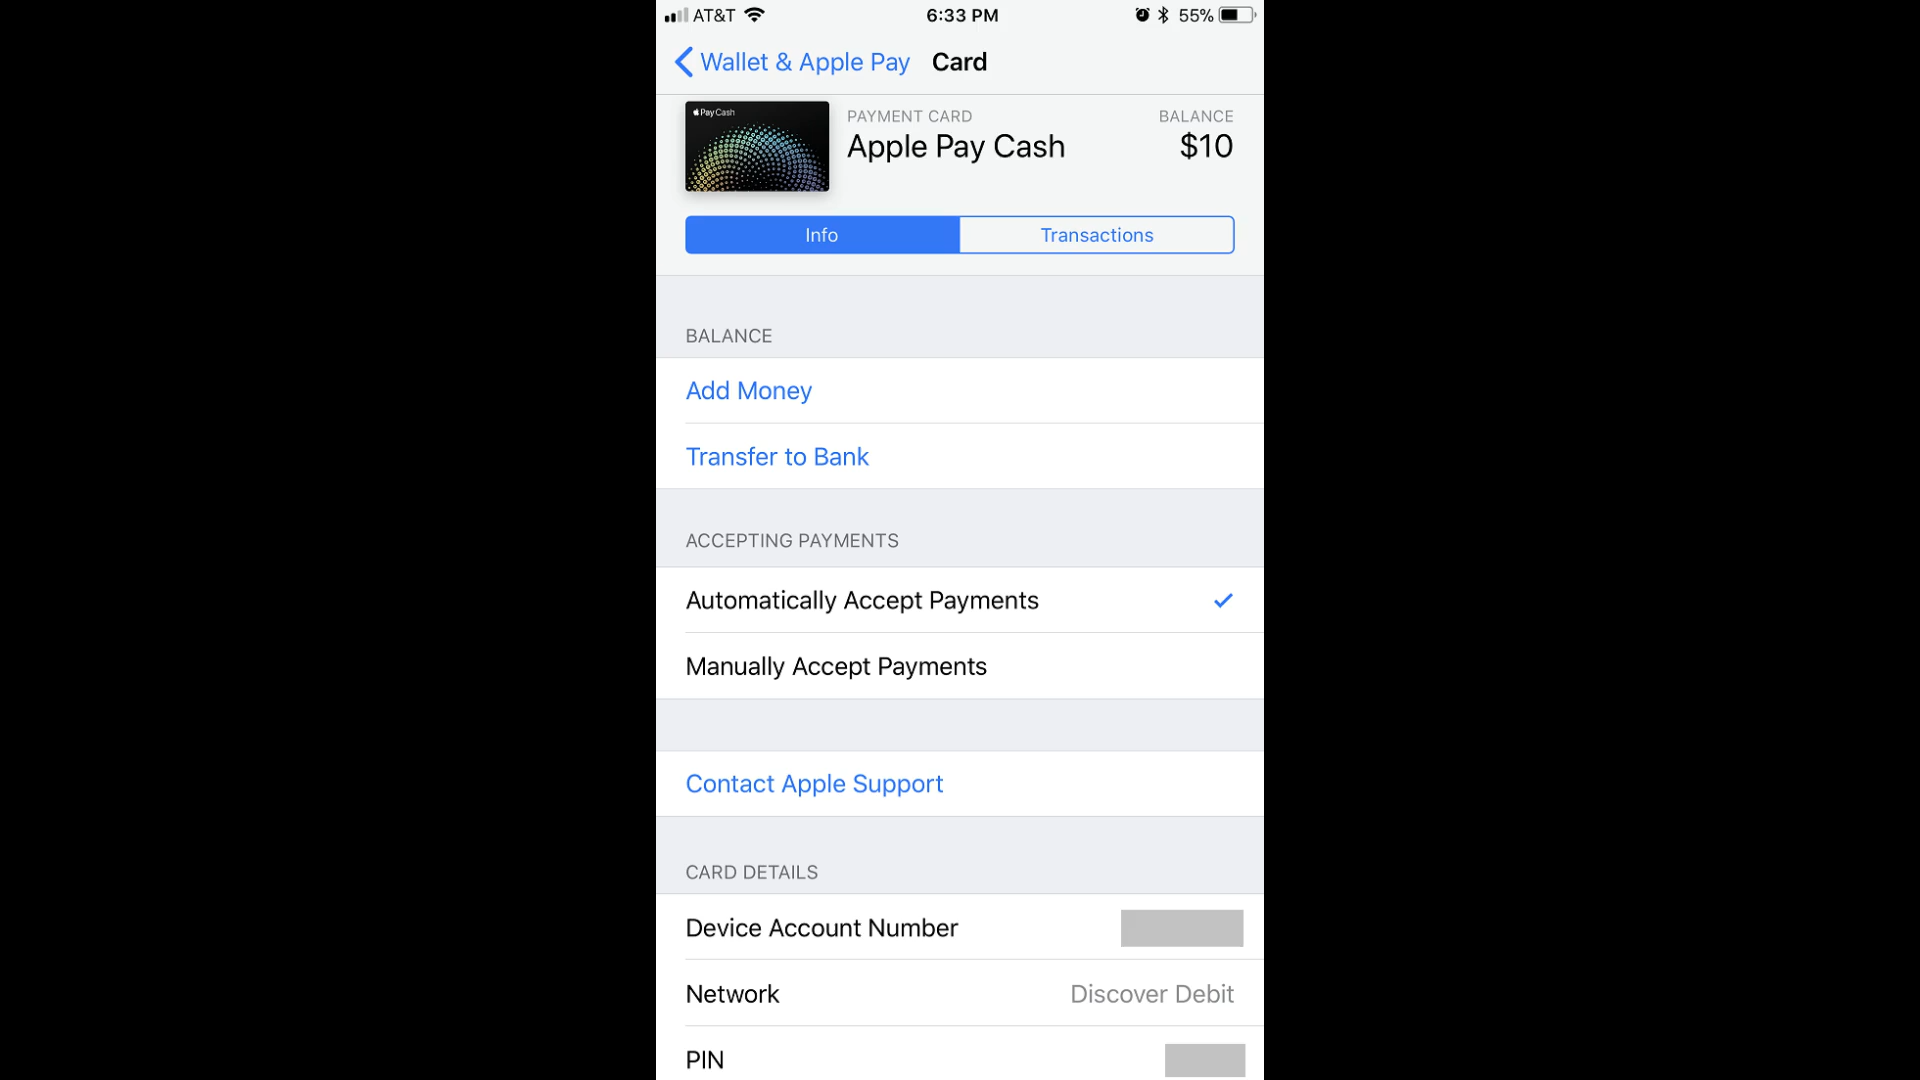 AT&T 6:33 PM 55%
Wallet & Apple Pay Card
Pay Cash
PAYMENT CARD BALANCE
Apple Pay Cash $10
Info Transactions
BALANCE
Add Money
Transfer to Bank
ACCEPTING PAYMENTS
Automatically Accept Payments
Manually Accept Payments
Contact Apple Support
CARD DETAILS
Device Account Number
Network Discover Debit
PIN